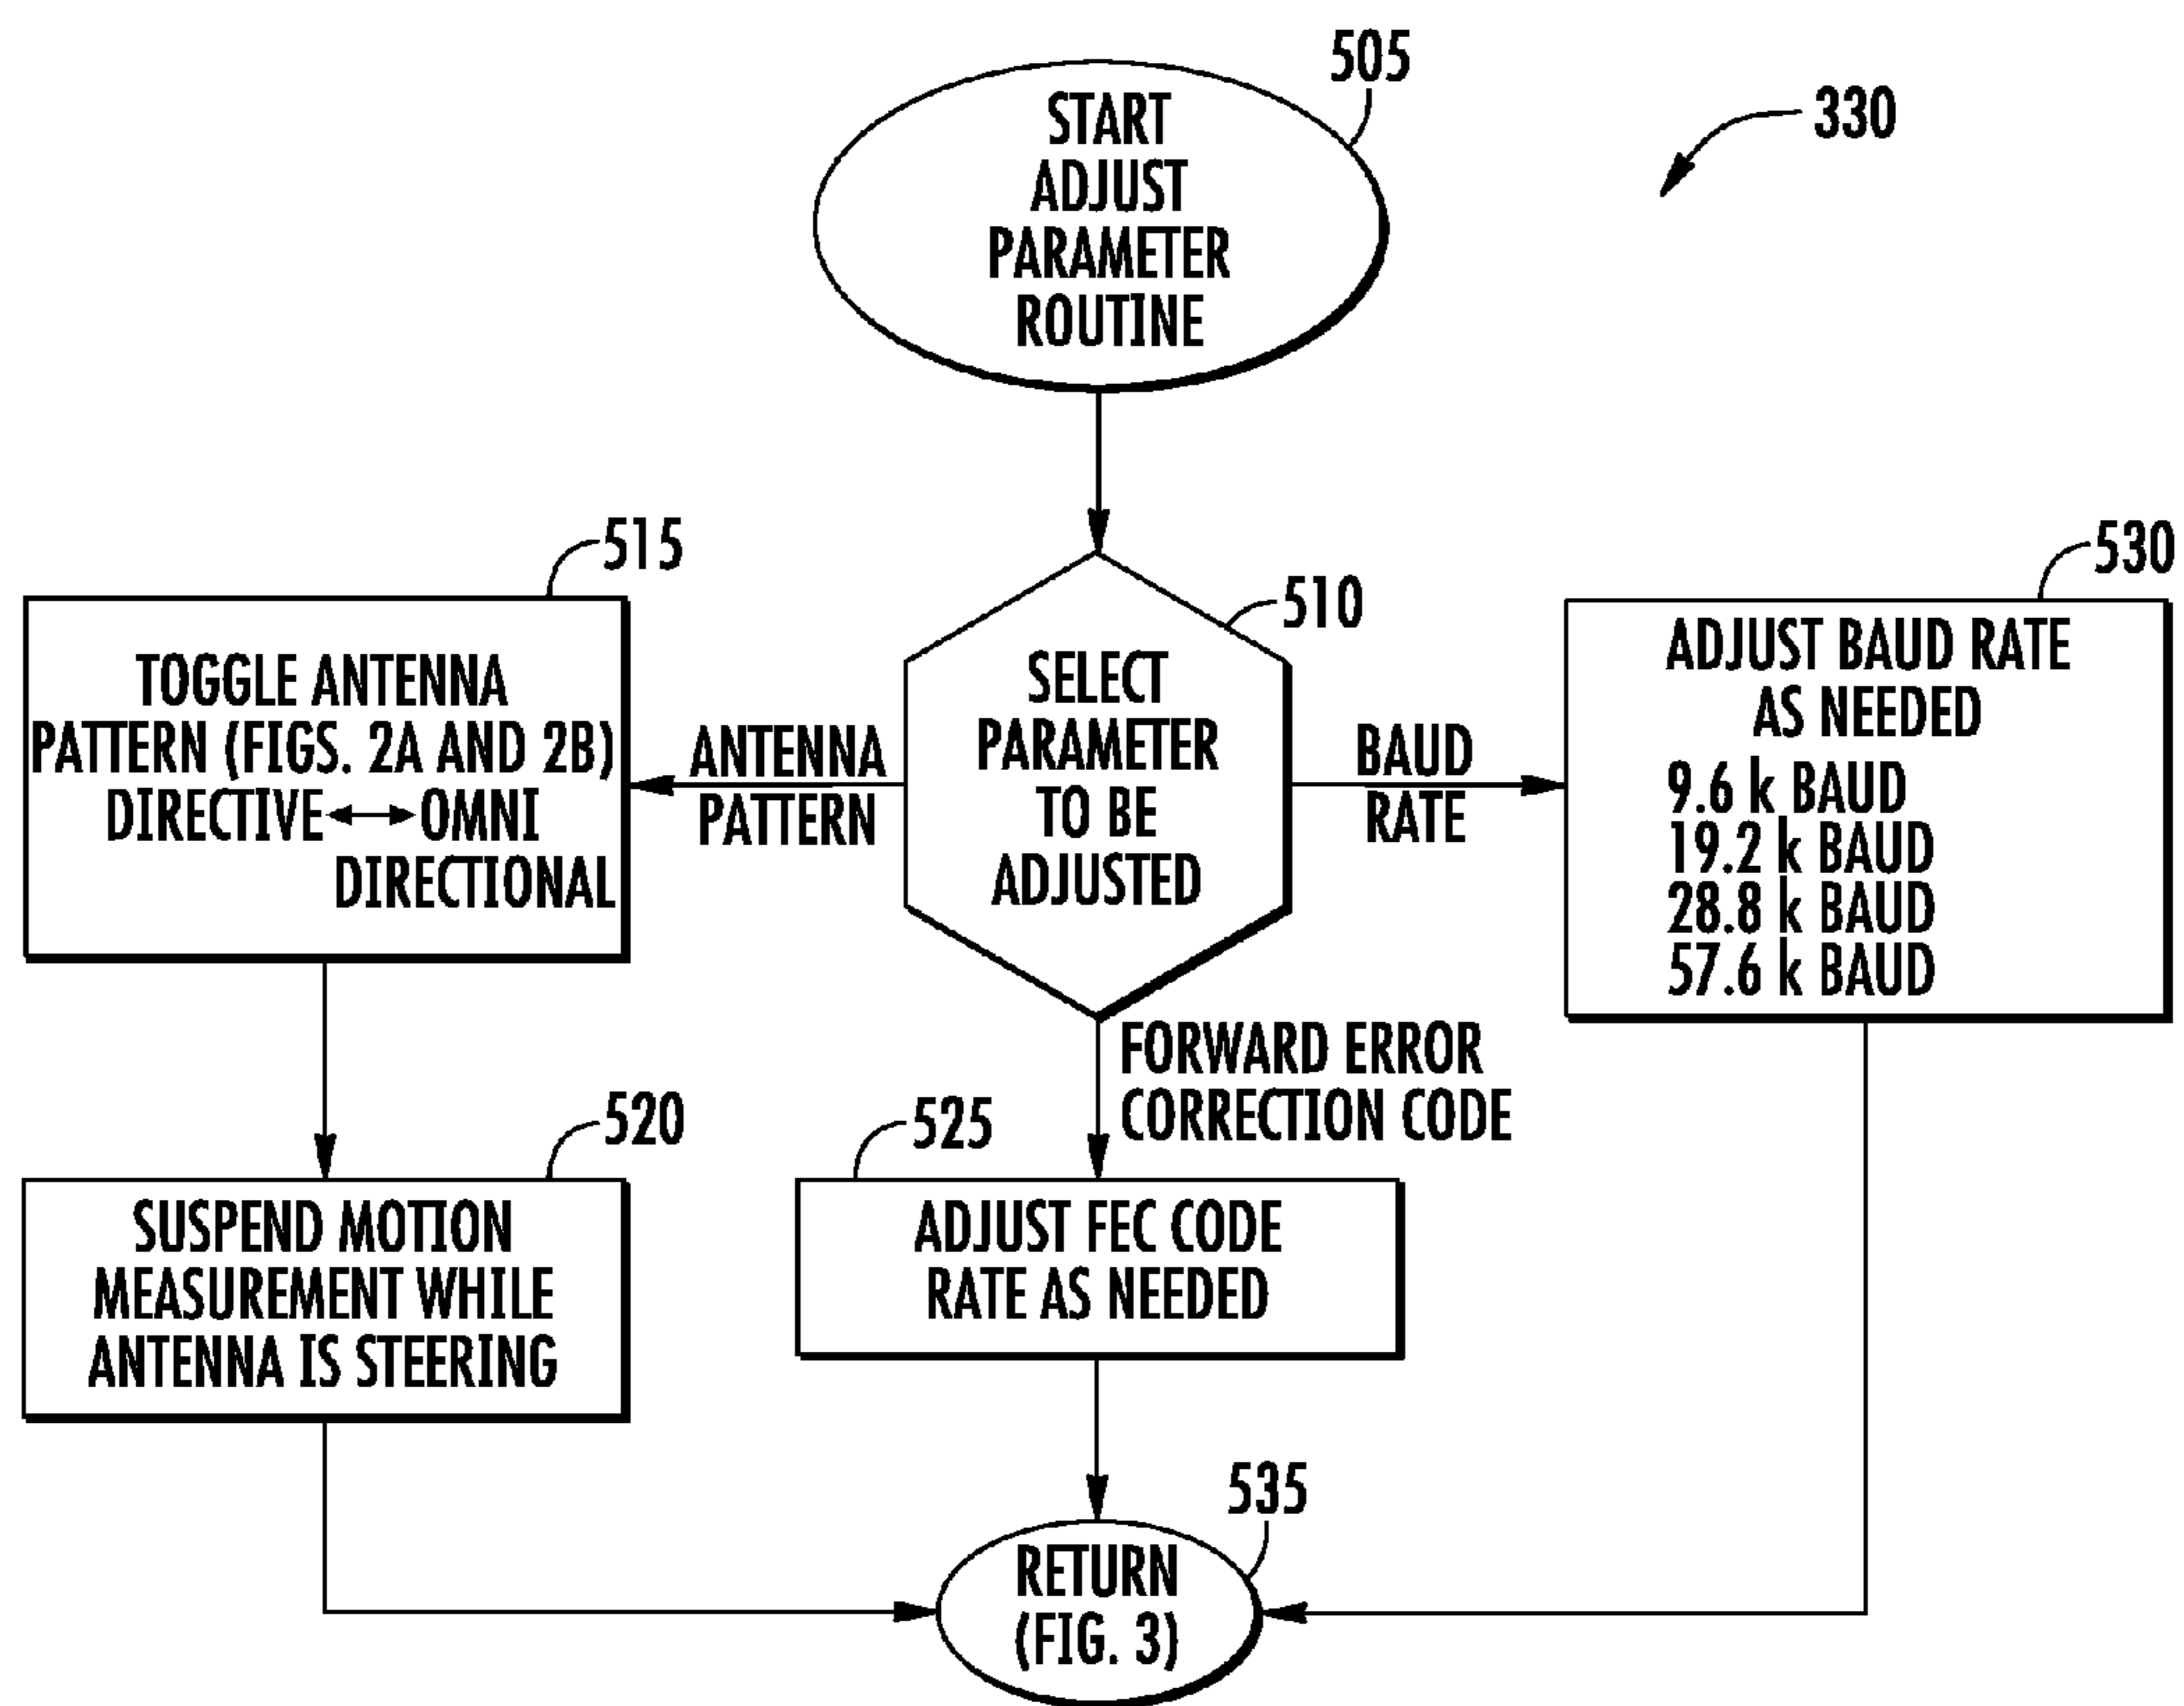 505
START
ADJUST
PARAMETER
ROUTINE
330
515
TOGGLE ANTENNA
PATTERN (FIGS. 2A AND 2B)
DIRECTIVE OMNI
DIRECTIONAL
ANTENNA
PATTERN
510
SELECT
PARAMETER
TO BE
ADJUSTED
BAUD
RATE
530
ADJUST BAUD RATE
AS NEEDED
9.6 k BAUD
19.2 k BAUD
28.8 k BAUD
57.6 k BAUD
FORWARD ERROR
CORRECTION CODE
520
SUSPEND MOTION
MEASUREMENT WHILE
ANTENNA IS STEERING
525
ADJUST FEC CODE
RATE AS NEEDED
535
RETURN
(FIG. 3)